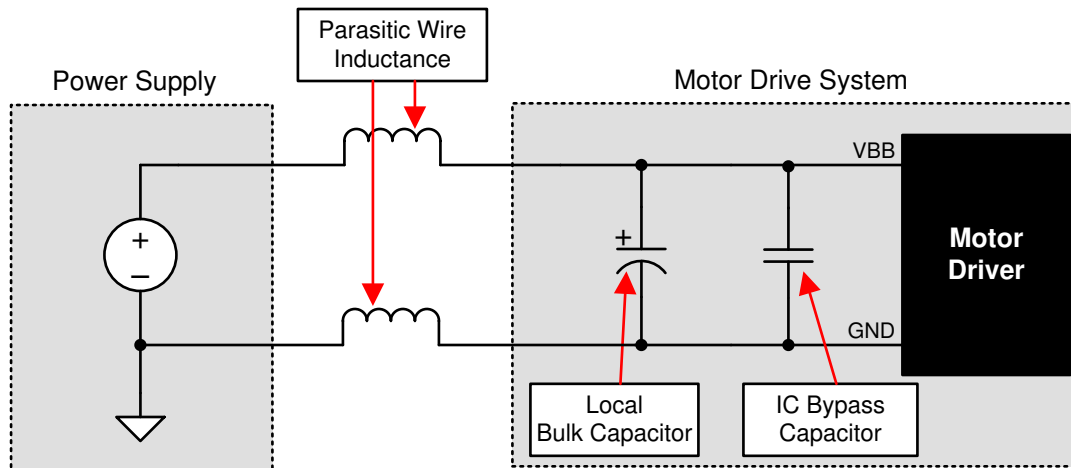 Parasitic Wire
Inductance
Power Supply
Motor Drive System
VBB
+
–
+
Motor
Driver
GND
Local
Bulk Capacitor
IC Bypass
Capacitor